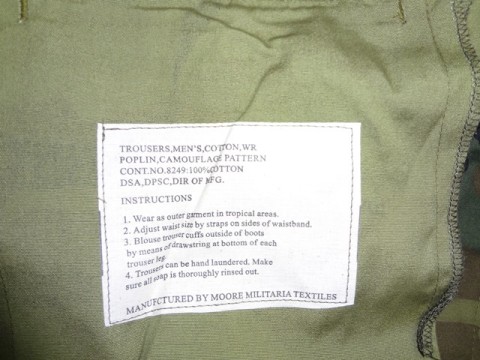 TROUSERS,MEN'S,COTTON,WR
POPLIN,CAMOUFLAGE PATTERN
CONT.NO.8249:100%COTTON
DSA,DPSC,DIR OF MFG.
INSTRUCTIONS
1. Wear as outer garment in tropical areas.
2. Adjust waist size by straps on sides of waistband.
3. Blouse trouser cuffs outside of boots
by means of drawstring at bottom of each
trouser leg
4. Trousers can be hand laundered. Make
sure all soap is thoroughly rinsed out.
MANUFCTURED BY MOORE MILITARIA TEXTILES